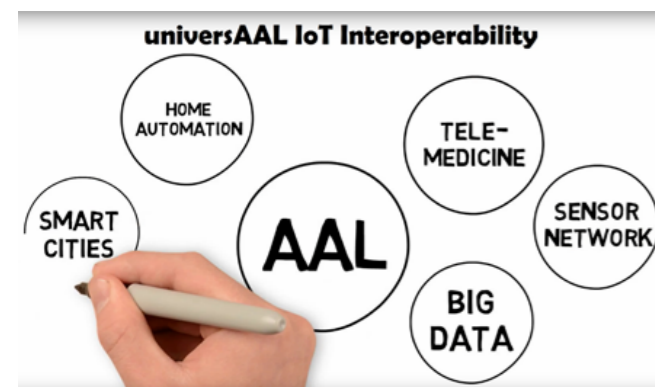 universAAL IoT Interoperability
HOME
AUTOMATION
TELE-
MEDICINE
SMART
CITIES
AAL
SENSOR
NETWORK
BIG
DATA